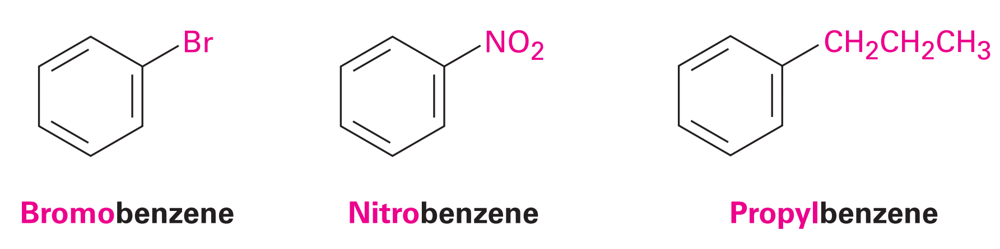 Br
NO₂
CH₂CH₂CH₃
Bromobenzene
Nitrobenzene
Propylbenzene